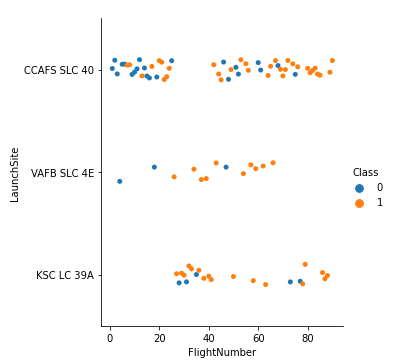 CCAFS SLC 40
VAFB SLC 4E
KSC LC 39A
LaunchSite
0 20 40 60 80
FlightNumber
Class
0
1